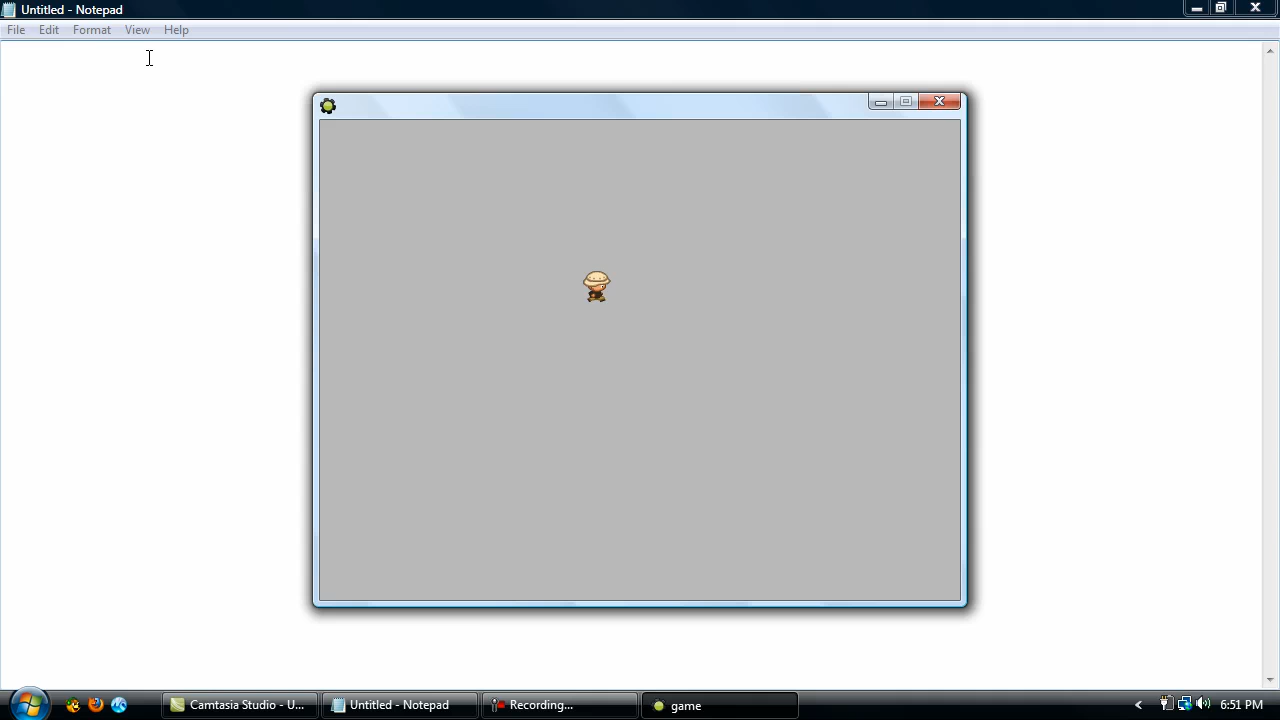 Untitled - Notepad
File Edit Format View Help
Camtasia Studio - U... Untitled - Notepad Recording... game 6:51 PM